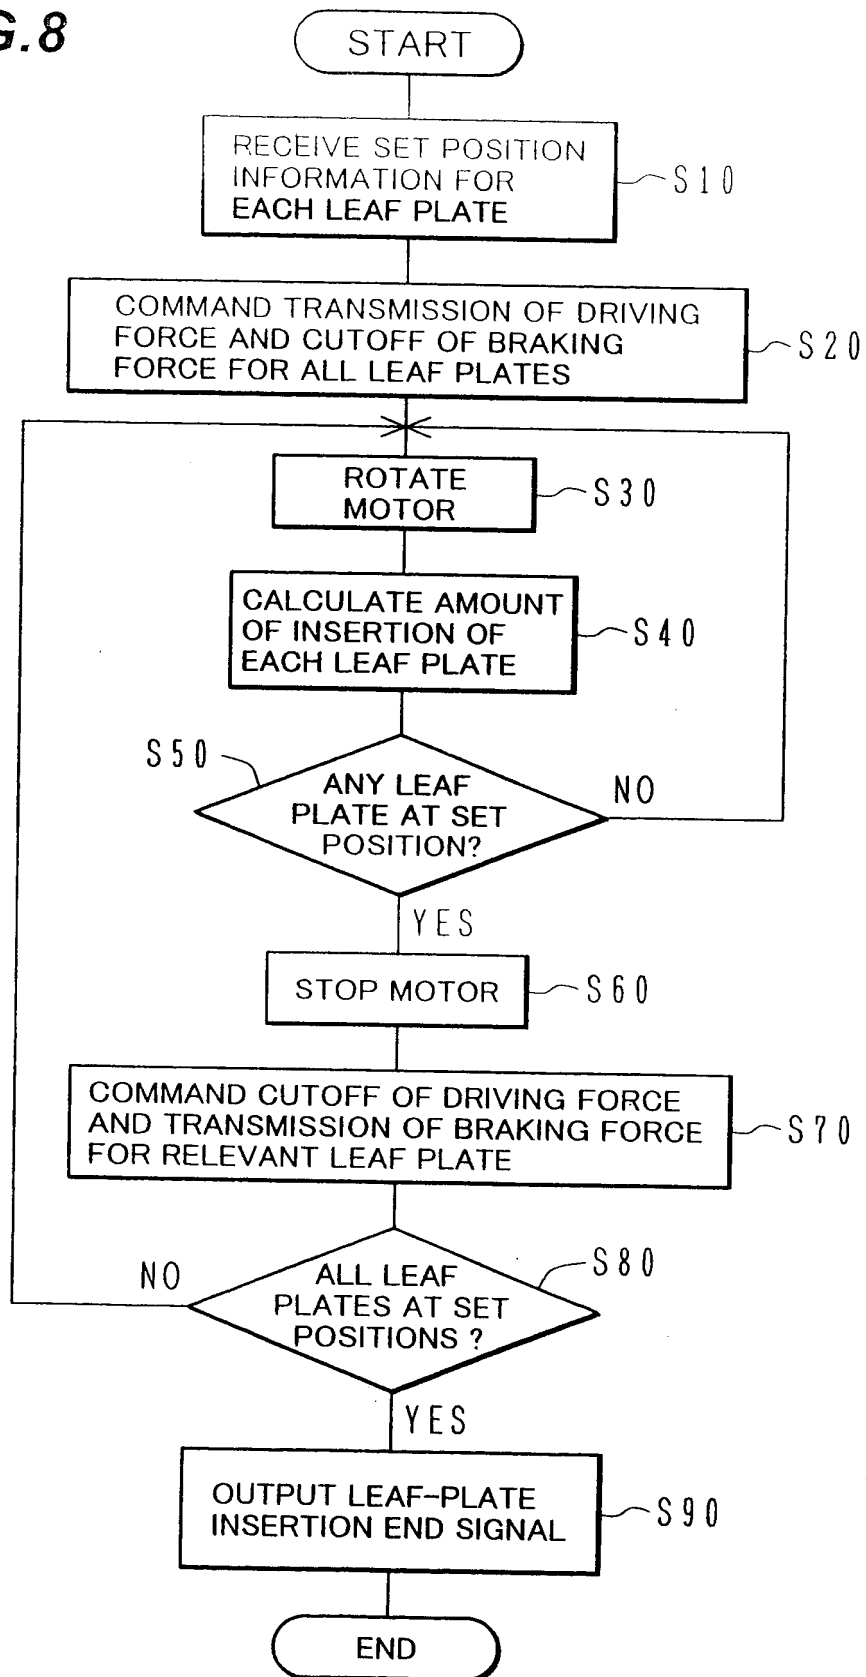 G.8
START
RECEIVE SET POSITION
INFORMATION FOR
EACH LEAF PLATE
S10
COMMAND TRANSMISSION OF DRIVING
FORCE AND CUTOFF OF BRAKING
FORCE FOR ALL LEAF PLATES
S20
ROTATE
MOTOR
S30
CALCULATE AMOUNT
OF INSERTION OF
EACH LEAF PLATE
S40
S50
ANY LEAF
PLATE AT SET
POSITION?
NO
YES
STOP MOTOR
S60
COMMAND CUTOFF OF DRIVING FORCE
AND TRANSMISSION OF BRAKING FORCE
FOR RELEVANT LEAF PLATE
S70
NO
ALL LEAF
PLATES AT SET
POSITIONS ?
S80
YES
OUTPUT LEAF-PLATE
INSERTION END SIGNAL
S90
END